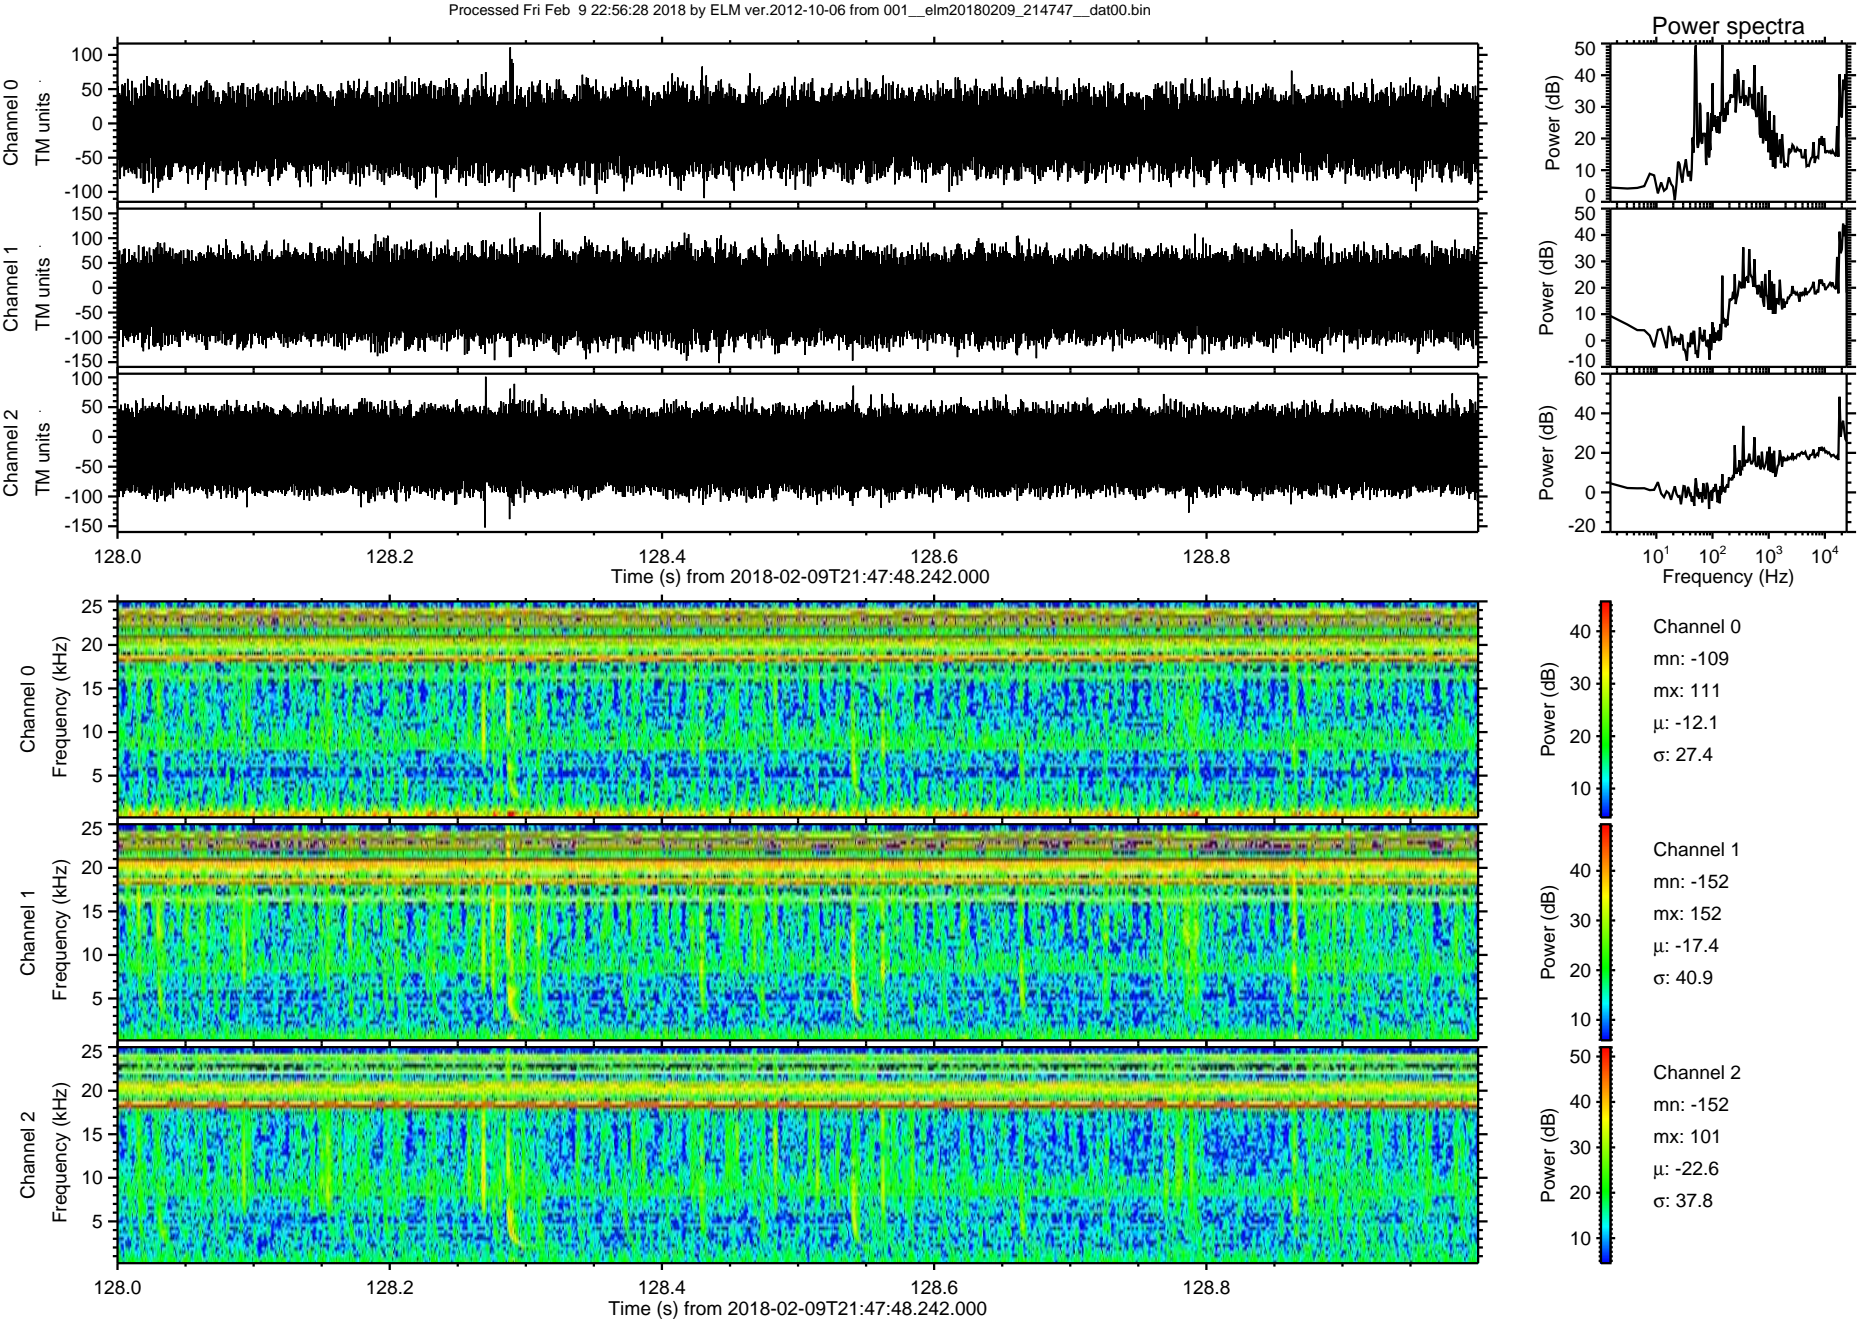 Processed Fri Feb  9 22:56:28 2018 by ELM ver.2012-10-06 from 001__elm20180209_214747__dat00.bin
Power spectra
Channel 0
TM units
100
50
0
-50
-100
Power (dB)
50
40
30
20
10
0
Channel 1
TM units
150
100
50
0
-50
-100
-150
Power (dB)
50
40
30
20
10
0
-10
Channel 2
TM units
100
50
0
-50
-100
-150
Power (dB)
60
40
20
0
-20
128.0 128.2 128.4 128.6 128.8
Time (s) from 2018-02-09T21:47:48.242.000
10^1 10^2 10^3 10^4
Frequency (Hz)
Channel 0
Frequency (kHz)
25
20
15
10
5
Power (dB)
40
30
20
10
Channel 0
mn: -109
mx: 111
μ: -12.1
σ: 27.4
Channel 1
Frequency (kHz)
25
20
15
10
5
Power (dB)
40
30
20
10
Channel 1
mn: -152
mx: 152
μ: -17.4
σ: 40.9
Channel 2
Frequency (kHz)
25
20
15
10
5
Power (dB)
50
40
30
20
10
Channel 2
mn: -152
mx: 101
μ: -22.6
σ: 37.8
128.0 128.2 128.4 128.6 128.8
Time (s) from 2018-02-09T21:47:48.242.000